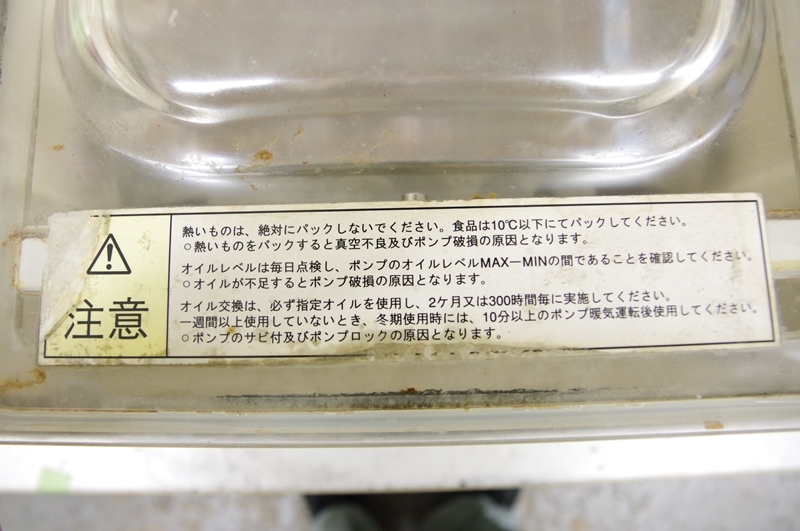 注意
熱いものは、絶対にパックしないでください。食品は10℃以下にてパックしてください。
○熱いものをパックすると真空不良及びポンプ破損の原因となります。
オイルレベルは毎日点検し、ポンプのオイルレベルMAX−MINの間であることを確認してください。
○オイルが不足するとポンプ破損の原因となります。
オイル交換は、必ず指定オイルを使用し、2ケ月又は300時間毎に実施してください。
一週間以上使用していないとき、冬期使用時には、10分以上のポンプ暖気運転後使用してください。
○ポンプのサビ付及びポンプロックの原因となります。